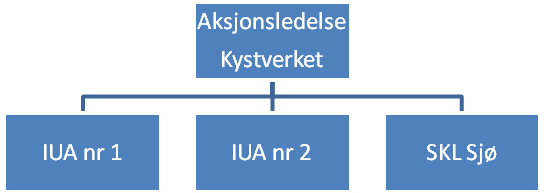 Aksjonsledelse
Kystverket
IUA nr 1
IUA nr 2
SKL Sjø